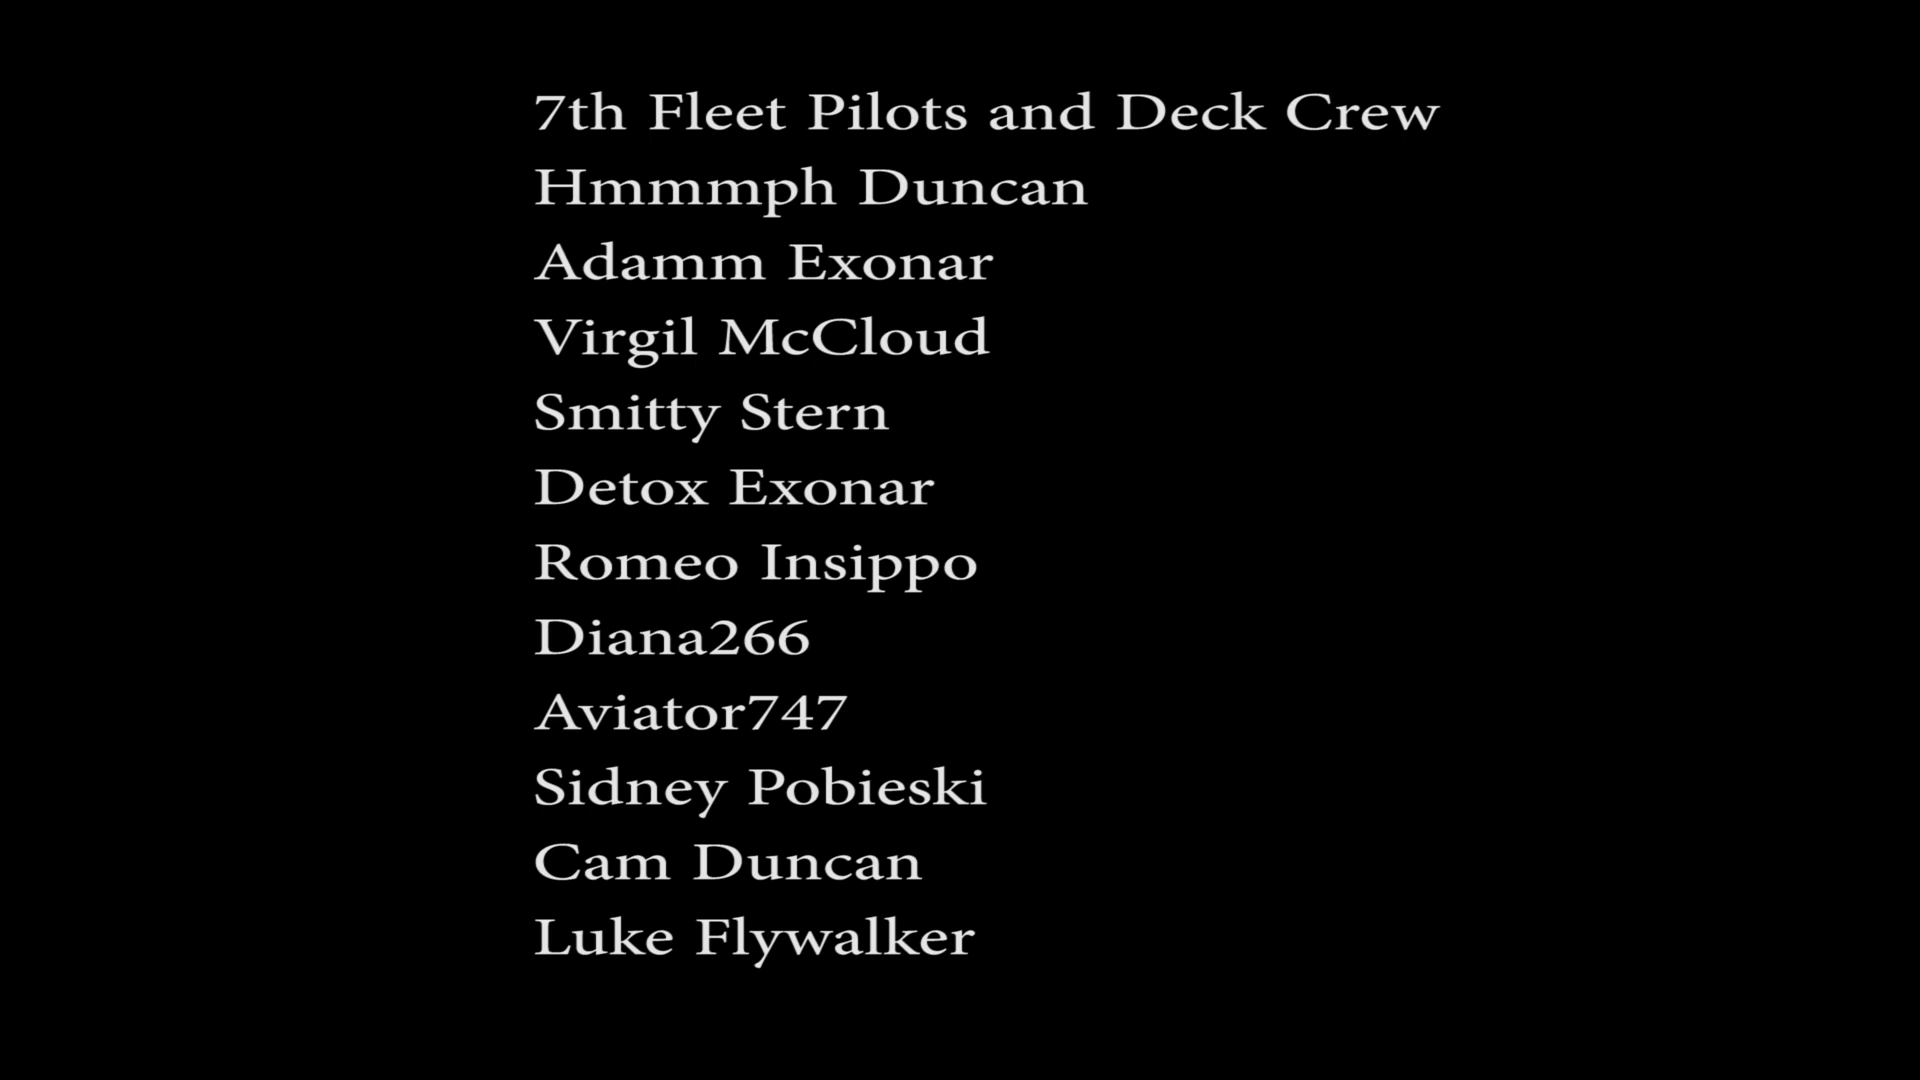 7th Fleet Pilots and Deck Crew
Hmmmph Duncan
Adamm Exonar
Virgil McCloud
Smitty Stern
Detox Exonar
Romeo Insippo
Diana266
Aviator747
Sidney Pobieski
Cam Duncan
Luke Flywalker